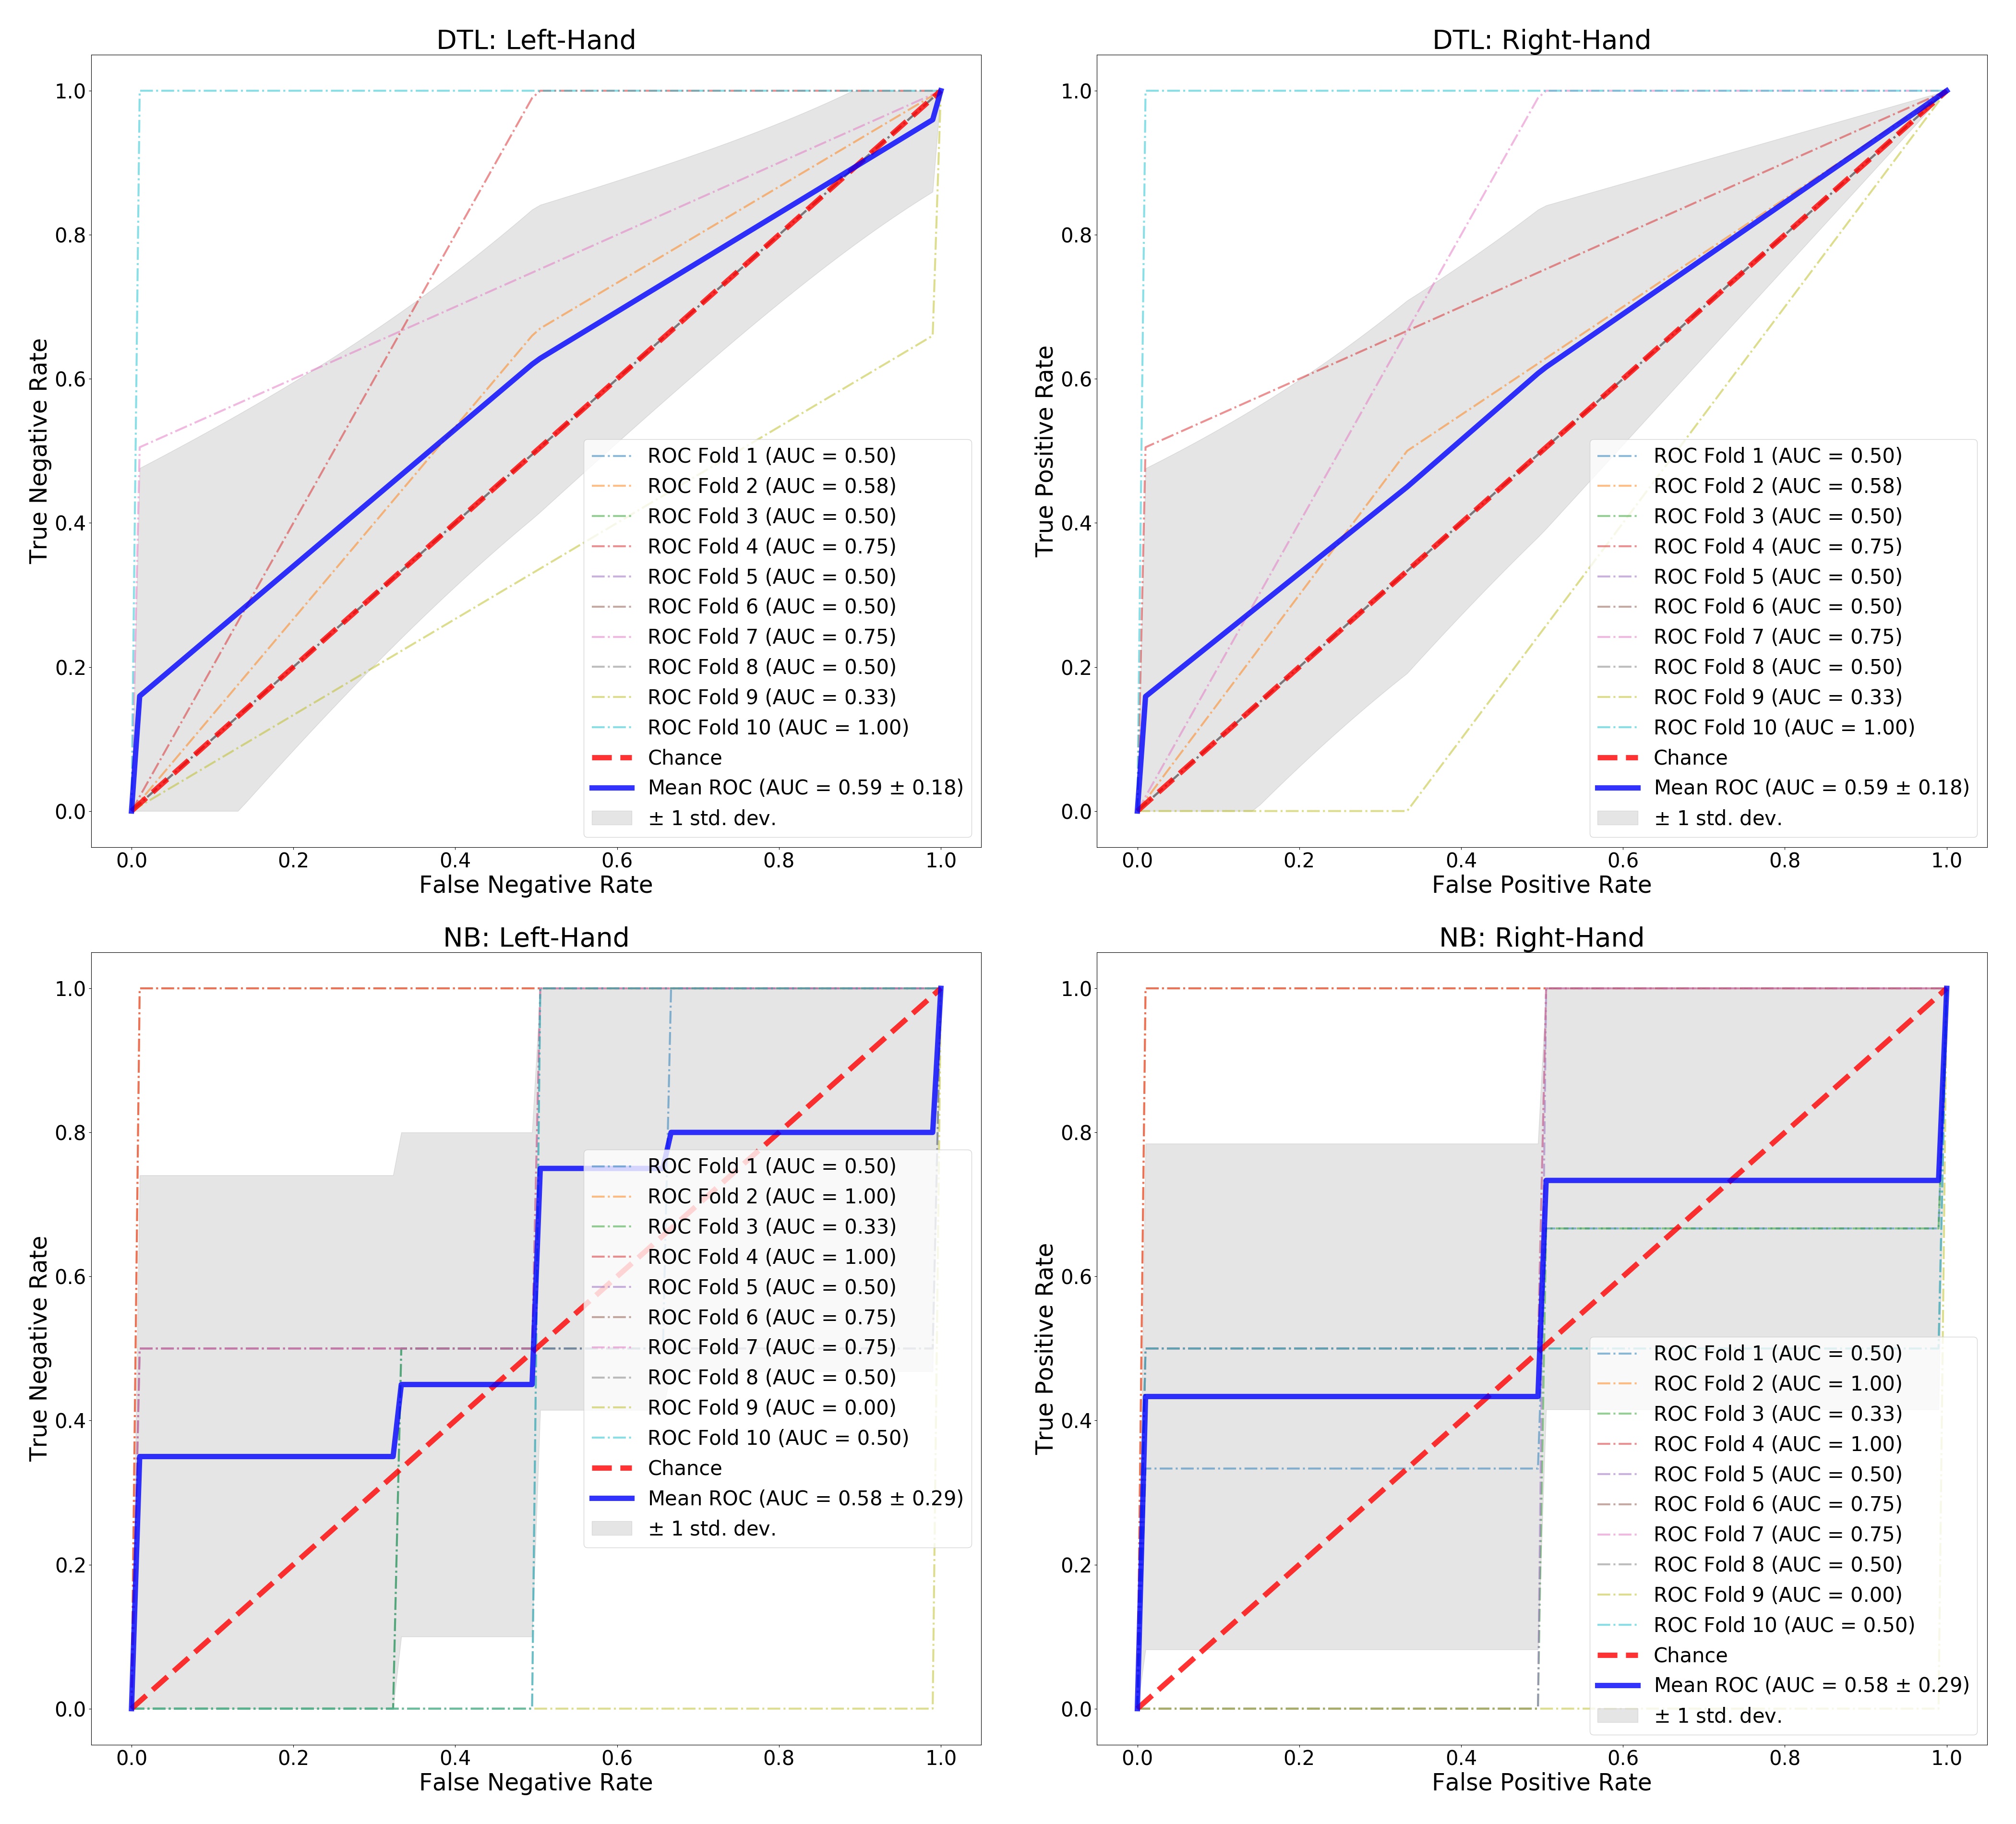 DTL: Left-Hand
1.0
0.8
0.6
0.4
0.2
0.0
True Negative Rate
0.0 0.2 0.4 0.6 0.8 1.0
False Negative Rate
ROC Fold 1 (AUC = 0.50)
ROC Fold 2 (AUC = 0.58)
ROC Fold 3 (AUC = 0.50)
ROC Fold 4 (AUC = 0.75)
ROC Fold 5 (AUC = 0.50)
ROC Fold 6 (AUC = 0.50)
ROC Fold 7 (AUC = 0.75)
ROC Fold 8 (AUC = 0.50)
ROC Fold 9 (AUC = 0.33)
ROC Fold 10 (AUC = 1.00)
Chance
Mean ROC (AUC = 0.59 ± 0.18)
± 1 std. dev.
DTL: Right-Hand
1.0
0.8
0.6
0.4
0.2
0.0
True Positive Rate
0.0 0.2 0.4 0.6 0.8 1.0
False Positive Rate
ROC Fold 1 (AUC = 0.50)
ROC Fold 2 (AUC = 0.58)
ROC Fold 3 (AUC = 0.50)
ROC Fold 4 (AUC = 0.75)
ROC Fold 5 (AUC = 0.50)
ROC Fold 6 (AUC = 0.50)
ROC Fold 7 (AUC = 0.75)
ROC Fold 8 (AUC = 0.50)
ROC Fold 9 (AUC = 0.33)
ROC Fold 10 (AUC = 1.00)
Chance
Mean ROC (AUC = 0.59 ± 0.18)
± 1 std. dev.
NB: Left-Hand
1.0
0.8
0.6
0.4
0.2
0.0
True Negative Rate
0.0 0.2 0.4 0.6 0.8 1.0
False Negative Rate
ROC Fold 1 (AUC = 0.50)
ROC Fold 2 (AUC = 1.00)
ROC Fold 3 (AUC = 0.33)
ROC Fold 4 (AUC = 1.00)
ROC Fold 5 (AUC = 0.50)
ROC Fold 6 (AUC = 0.75)
ROC Fold 7 (AUC = 0.75)
ROC Fold 8 (AUC = 0.50)
ROC Fold 9 (AUC = 0.00)
ROC Fold 10 (AUC = 0.50)
Chance
Mean ROC (AUC = 0.58 ± 0.29)
± 1 std. dev.
NB: Right-Hand
1.0
0.8
0.6
0.4
0.2
0.0
True Positive Rate
0.0 0.2 0.4 0.6 0.8 1.0
False Positive Rate
ROC Fold 1 (AUC = 0.50)
ROC Fold 2 (AUC = 1.00)
ROC Fold 3 (AUC = 0.33)
ROC Fold 4 (AUC = 1.00)
ROC Fold 5 (AUC = 0.50)
ROC Fold 6 (AUC = 0.75)
ROC Fold 7 (AUC = 0.75)
ROC Fold 8 (AUC = 0.50)
ROC Fold 9 (AUC = 0.00)
ROC Fold 10 (AUC = 0.50)
Chance
Mean ROC (AUC = 0.58 ± 0.29)
± 1 std. dev.